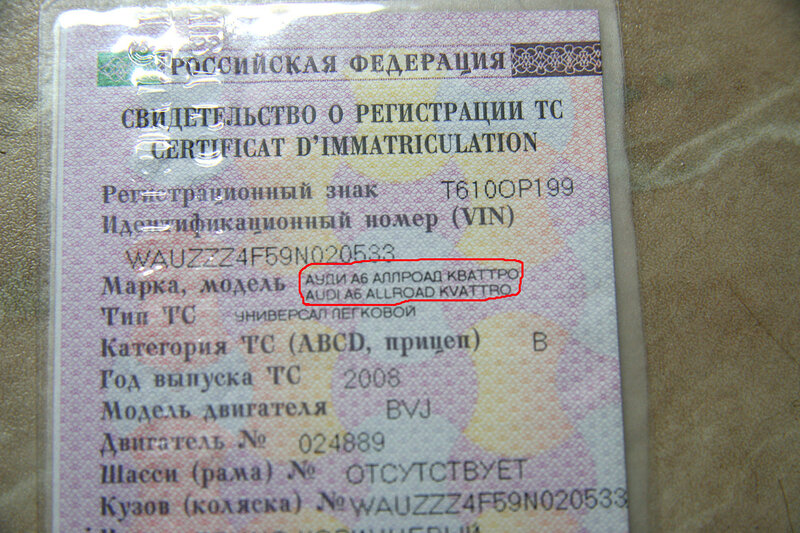 РОССИЙСКАЯ ФЕДЕРАЦИЯ
СВИДЕТЕЛЬСТВО О РЕГИСТРАЦИИ ТС
CERTIFICAT D'IMMATRICULATION
Регистрационный знак Т610ОР199
Идентификационный номер (VIN)
WAUZZZ4F59N020533
Марка, модель АУДИ А6 АЛЛРОАД КВАТТРО
AUDI A6 ALLROAD KVATTRO
Тип ТС УНИВЕРСАЛ ЛЕГКОВОЙ
Категория ТС (ABCD, прицеп) B
Год выпуска ТС 2008
Модель двигателя BVJ
Двигатель № 024889
Шасси (рама) № ОТСУТСТВУЕТ
Кузов (коляска) № WAUZZZ4F59N020533